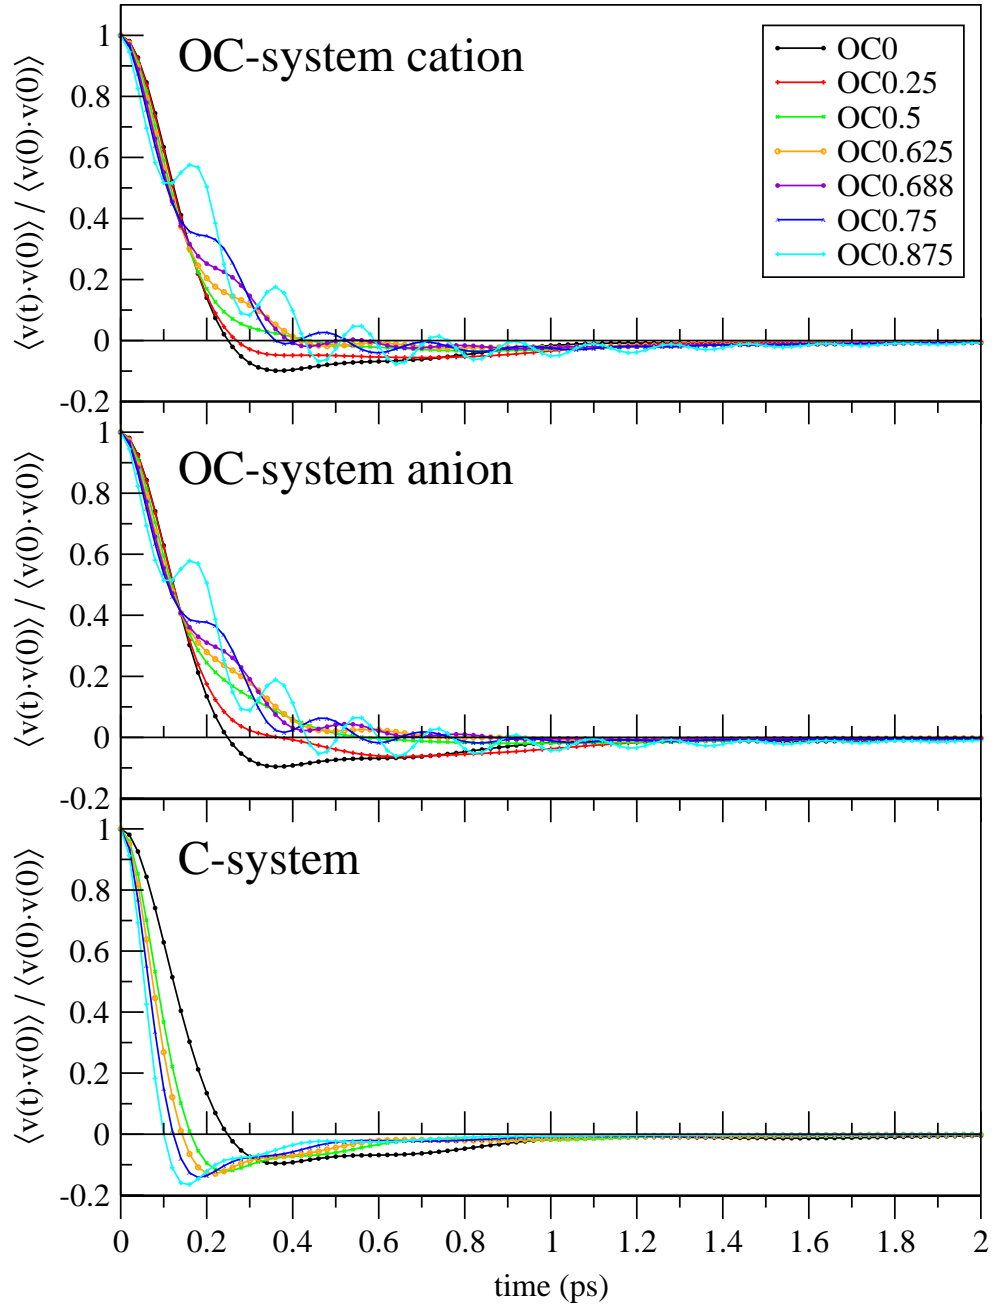 OC-system cation
⟨v(t)·v(0)⟩ / ⟨v(0)·v(0)⟩
1
0.8
0.6
0.4
0.2
0
-0.2
OC0
OC0.25
OC0.5
OC0.625
OC0.688
OC0.75
OC0.875
OC-system anion
⟨v(t)·v(0)⟩ / ⟨v(0)·v(0)⟩
1
0.8
0.6
0.4
0.2
0
-0.2
C-system
⟨v(t)·v(0)⟩ / ⟨v(0)·v(0)⟩
1
0.8
0.6
0.4
0.2
0
-0.2
0 0.2 0.4 0.6 0.8 1 1.2 1.4 1.6 1.8 2
time (ps)